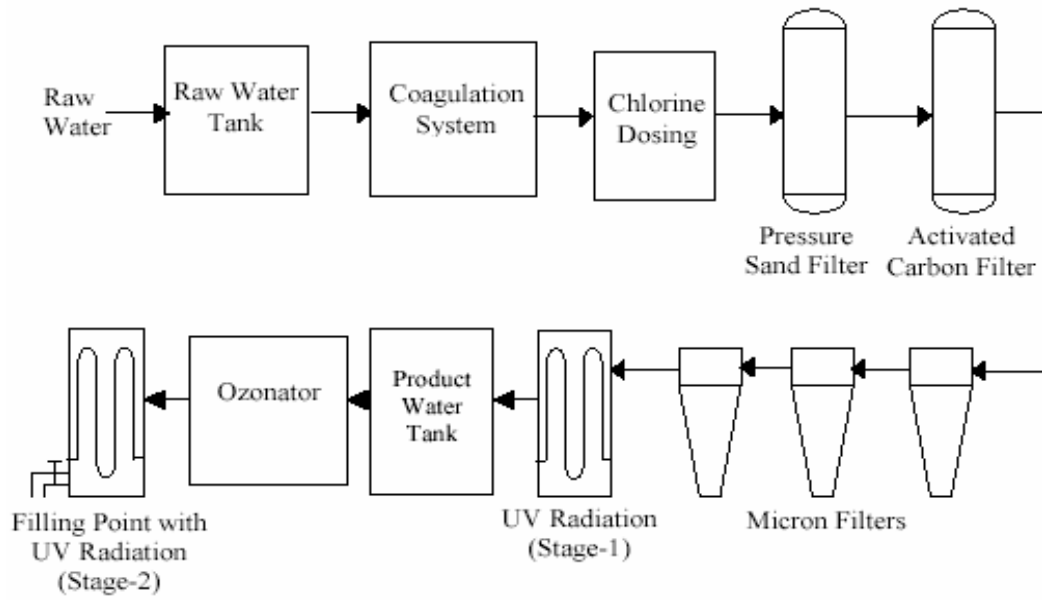 Raw
Water
Raw Water
Tank
Coagulation
System
Chlorine
Dosing
Pressure
Sand Filter
Activated
Carbon Filter
Filling Point with
UV Radiation
(Stage-2)
Ozonator
Product
Water
Tank
UV Radiation
(Stage-1)
Micron Filters